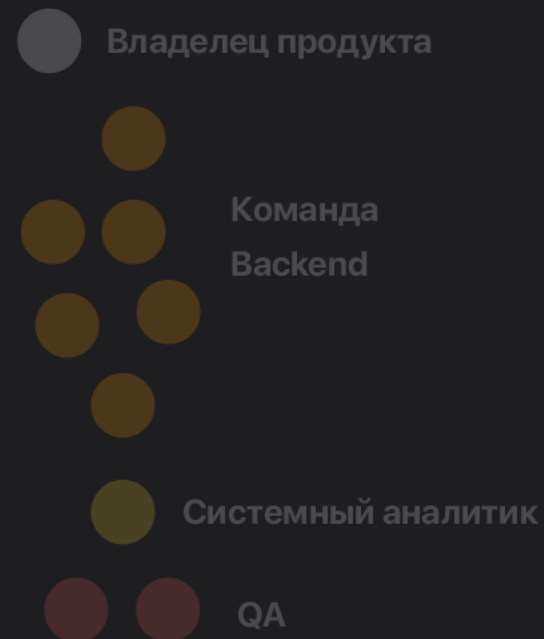 Владелец продукта
Команда
Backend
Системный аналитик
QA